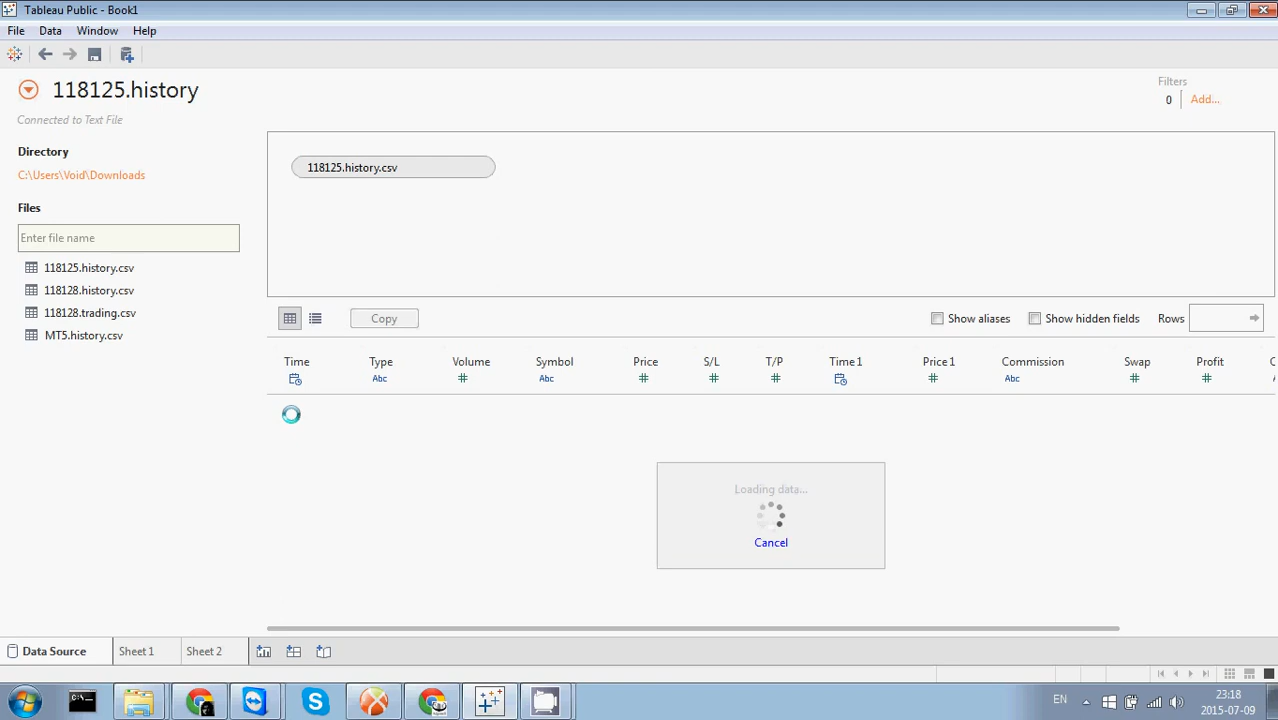 Tableau Public - Book1
File Data Window Help
118125.history
Filters
0 Add...
Connected to Text File
Directory
C:\Users\Void\Downloads
Files
Enter file name
118125.history.csv
118128.history.csv
118128.trading.csv
MT5.history.csv
118125.history.csv
Copy Show aliases Show hidden fields Rows
Time Type Volume Symbol Price S/L T/P Time 1 Price 1 Commission Swap Profit
Abc Abc Abc
Loading data...
Cancel
Data Source Sheet 1 Sheet 2
EN 23:18
2015-07-09